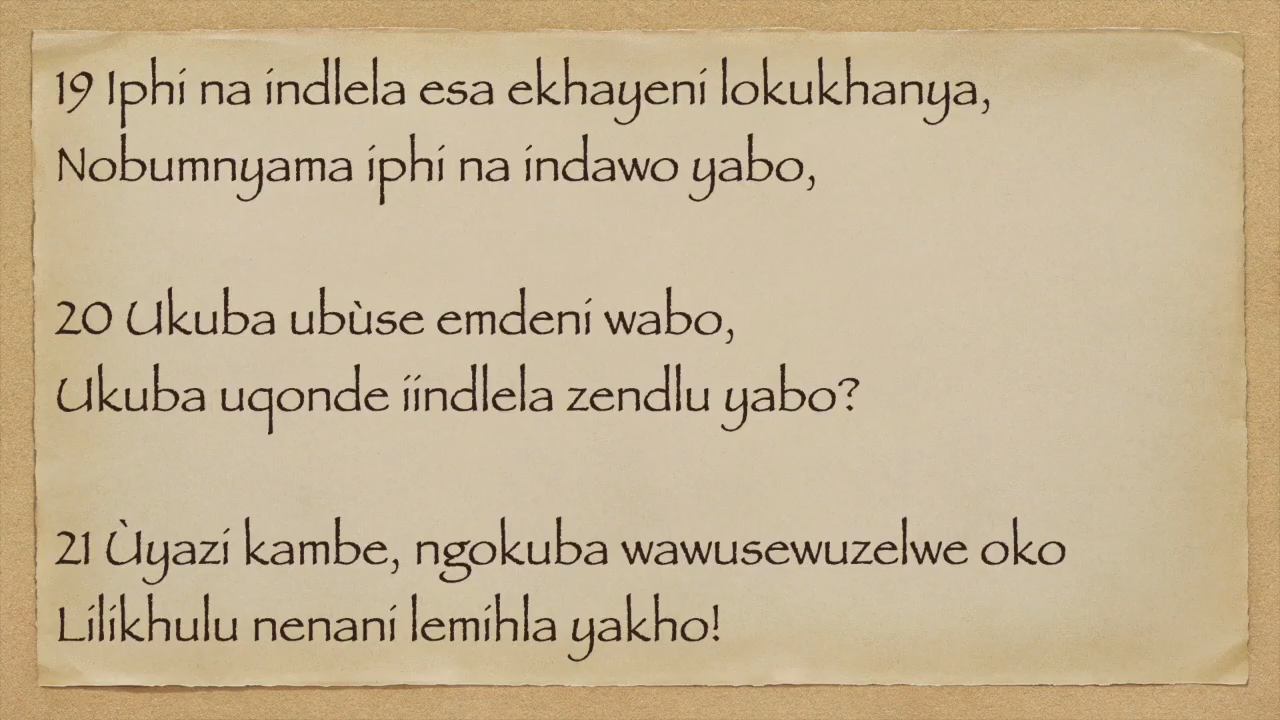 19 Iphi na indlela esa ekhayeni lokukhanya,
Nobumnyama iphi na indawo yabo,
20 Ukuba ubùse emdeni wabo,
Ukuba uqonde iindlela zendlu yabo?
21 Ùyazi kambe, ngokuba wawusewuzelwe oko
Lilikhulu nenani lemihla yakho!